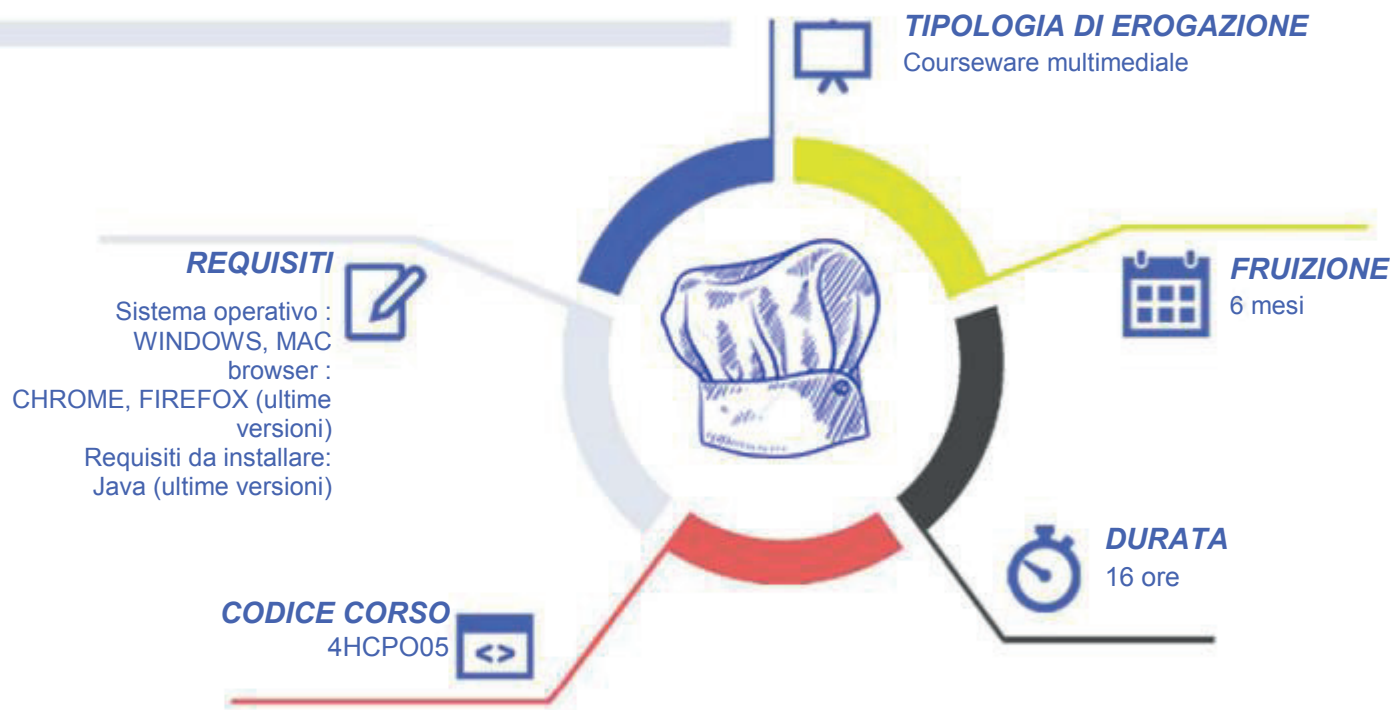 TIPOLOGIA DI EROGAZIONE
Courseware multimediale
REQUISITI
Sistema operativo :
WINDOWS, MAC
browser :
CHROME, FIREFOX (ultime
versioni)
Requisiti da installare:
Java (ultime versioni)
FRUIZIONE
6 mesi
DURATA
16 ore
CODICE CORSO
4HCPO05
<>